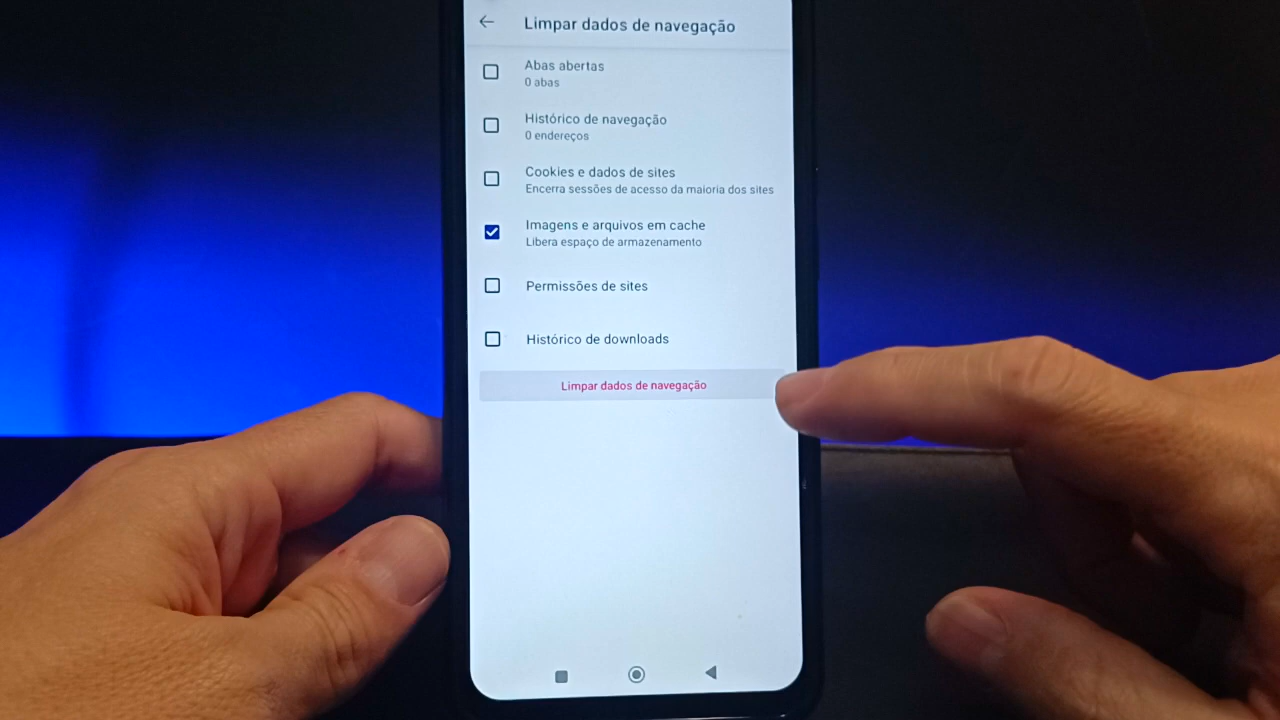 Limpar dados de navegação
Abas abertas
0 abas
Histórico de navegação
0 endereços
Cookies e dados de sites
Encerra sessões de acesso da maioria dos sites
Imagens e arquivos em cache
Libera espaço de armazenamento
Permissões de sites
Histórico de downloads
Limpar dados de navegação